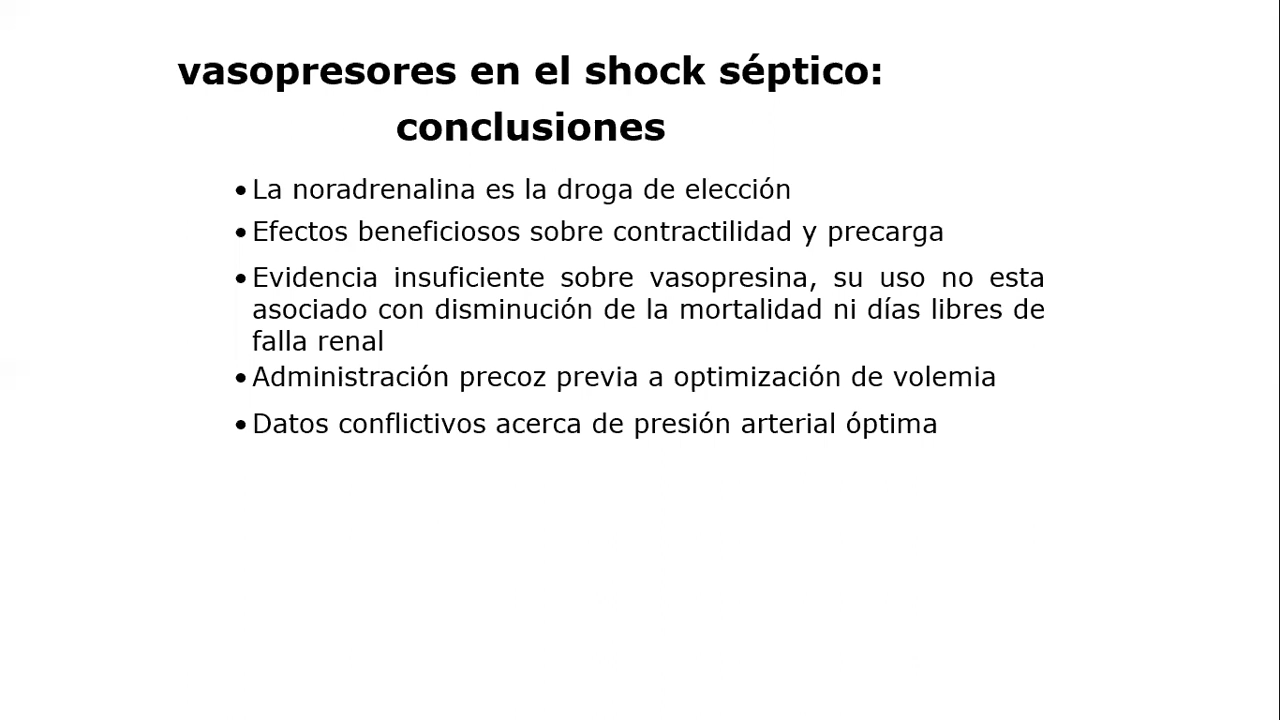 vasopresores en el shock séptico:
conclusiones
• La noradrenalina es la droga de elección
• Efectos beneficiosos sobre contractilidad y precarga
• Evidencia insuficiente sobre vasopresina, su uso no esta
asociado con disminución de la mortalidad ni días libres de
falla renal
• Administración precoz previa a optimización de volemia
• Datos conflictivos acerca de presión arterial óptima